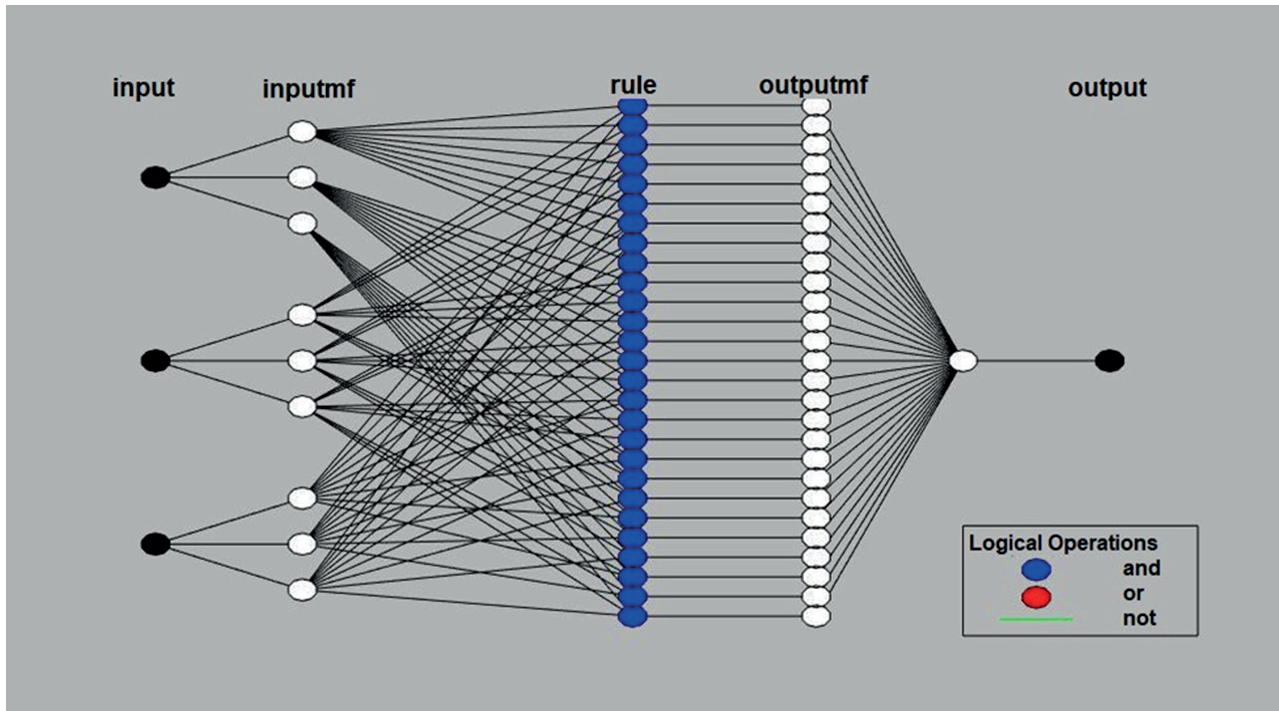 input inputmf rule outputmf output
Logical Operations
and
or
not